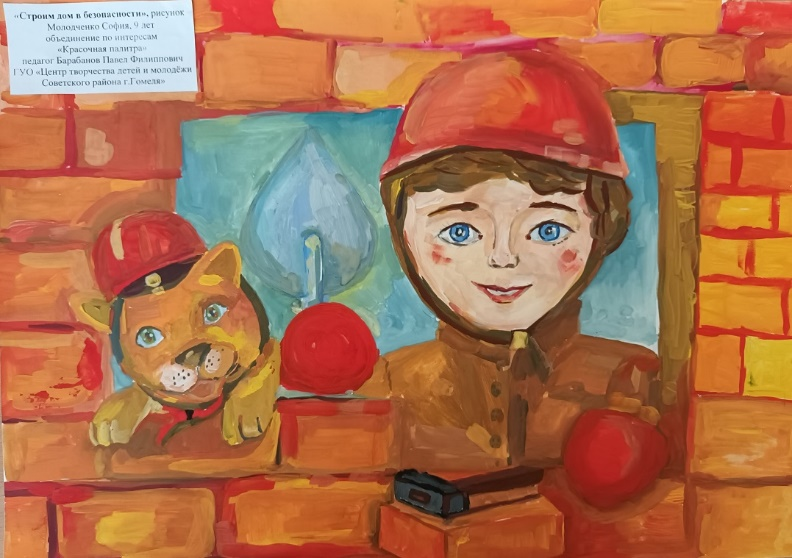 «Строим дом в безопасности», рисунок
Молодченко София, 9 лет
объединение по интересам
«Красочная палитра»
педагог Барабанов Павел Филиппович
ГУО «Центр творчества детей и молодёжи
Советского района г.Гомеля»